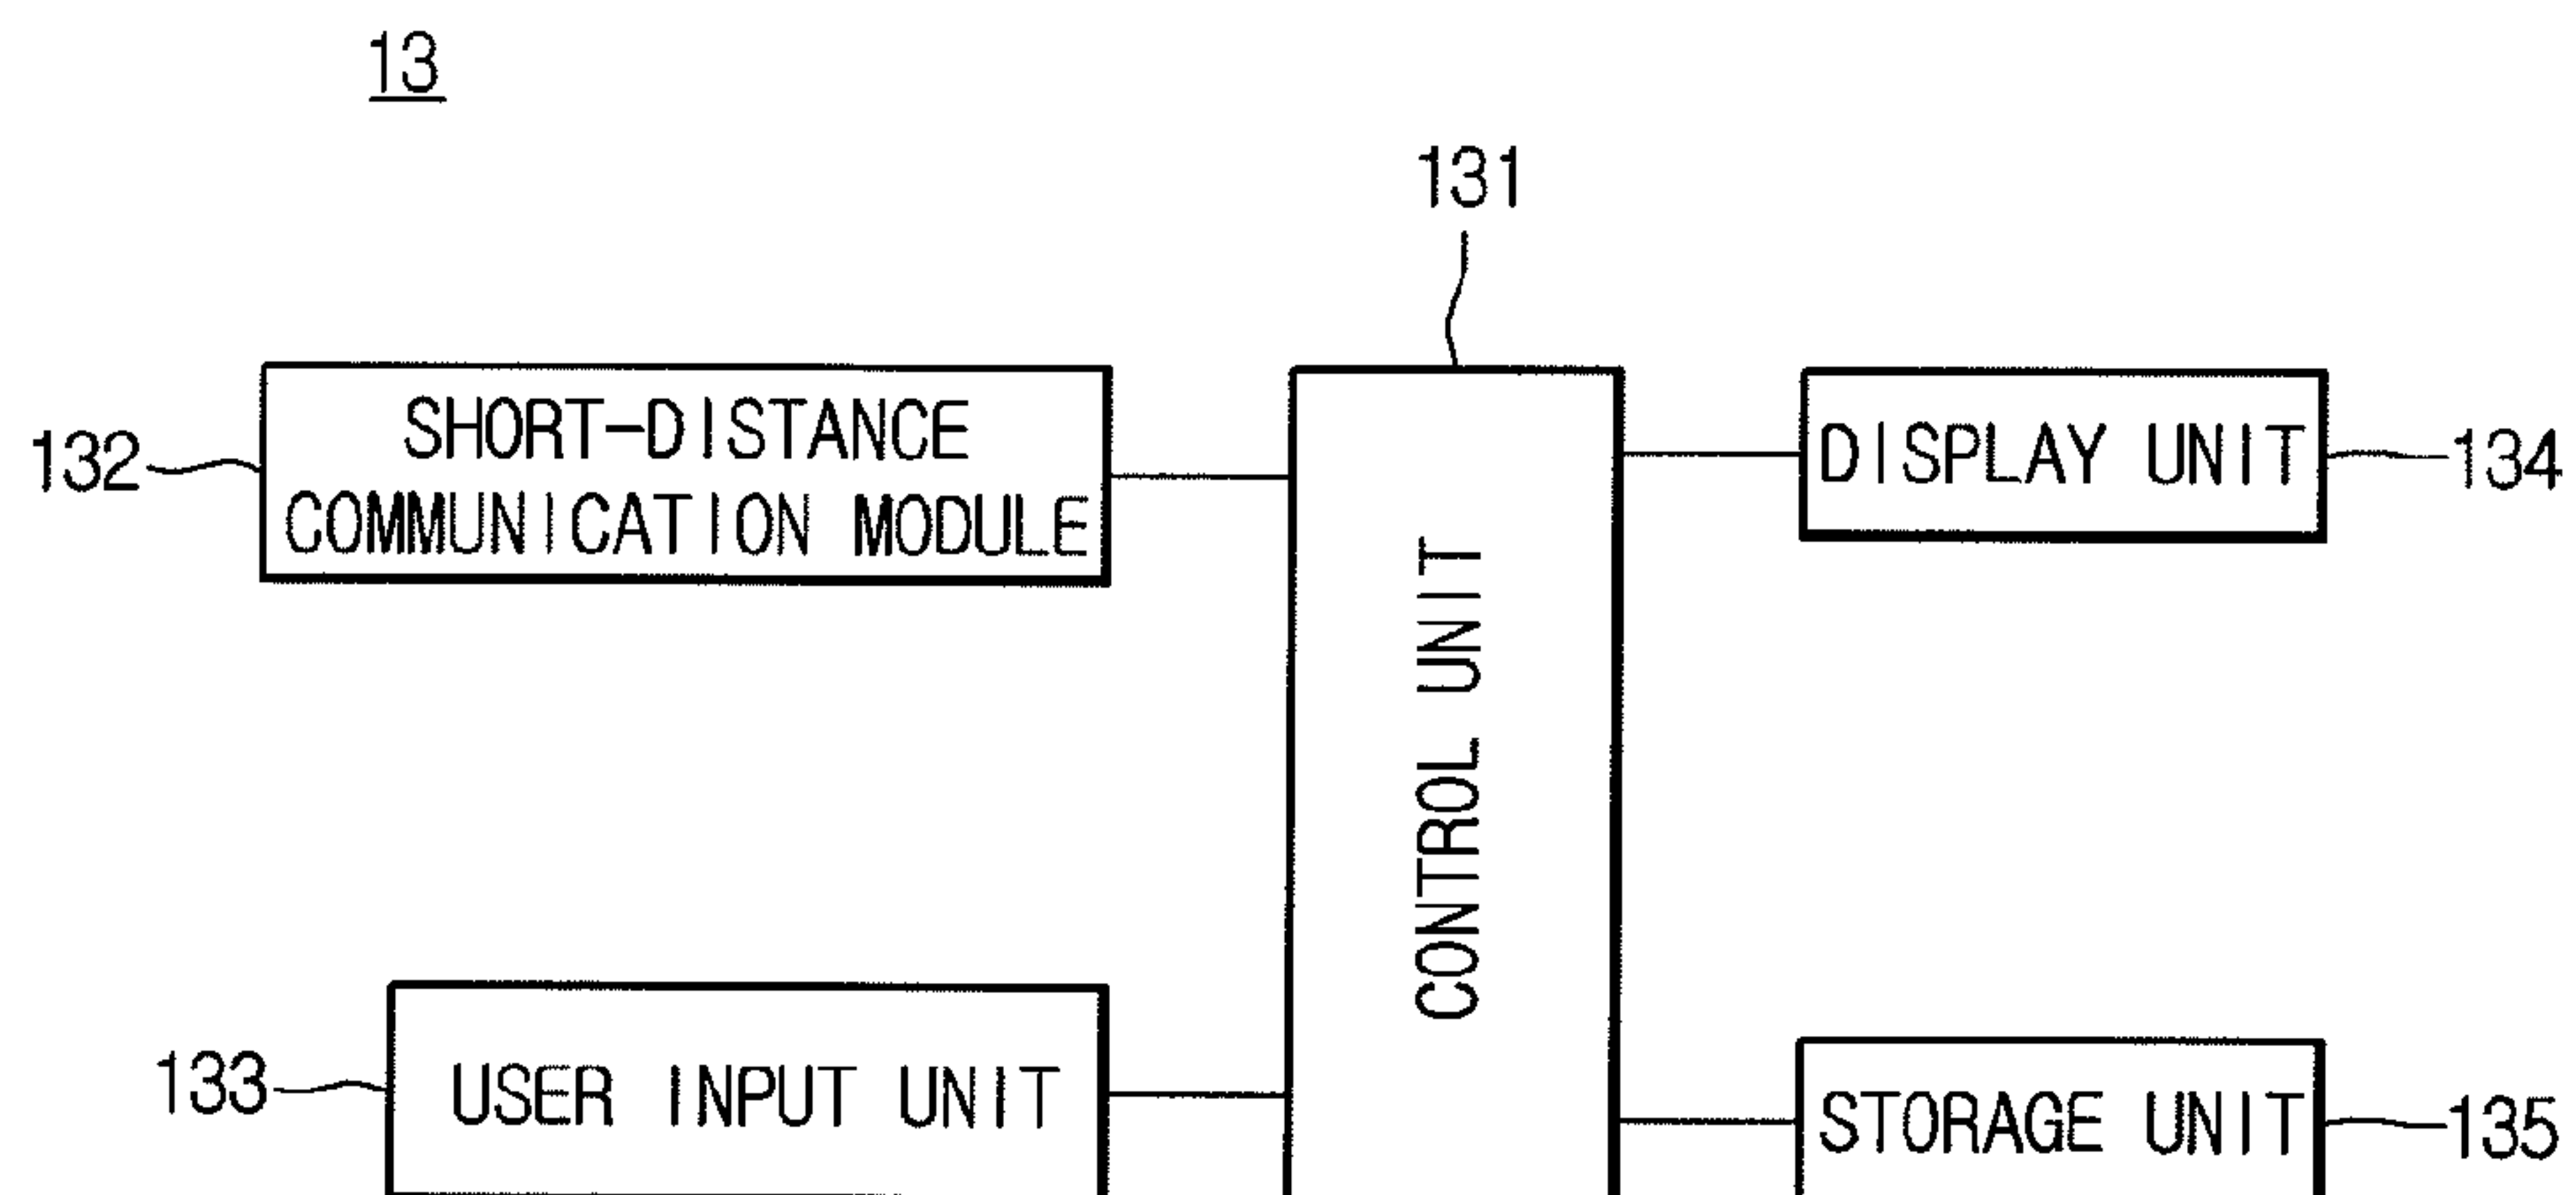 13
131
132
SHORT-DISTANCE
COMMUNICATION MODULE
DISPLAY UNIT
134
CONTROL UNIT
133
USER INPUT UNIT
STORAGE UNIT
135